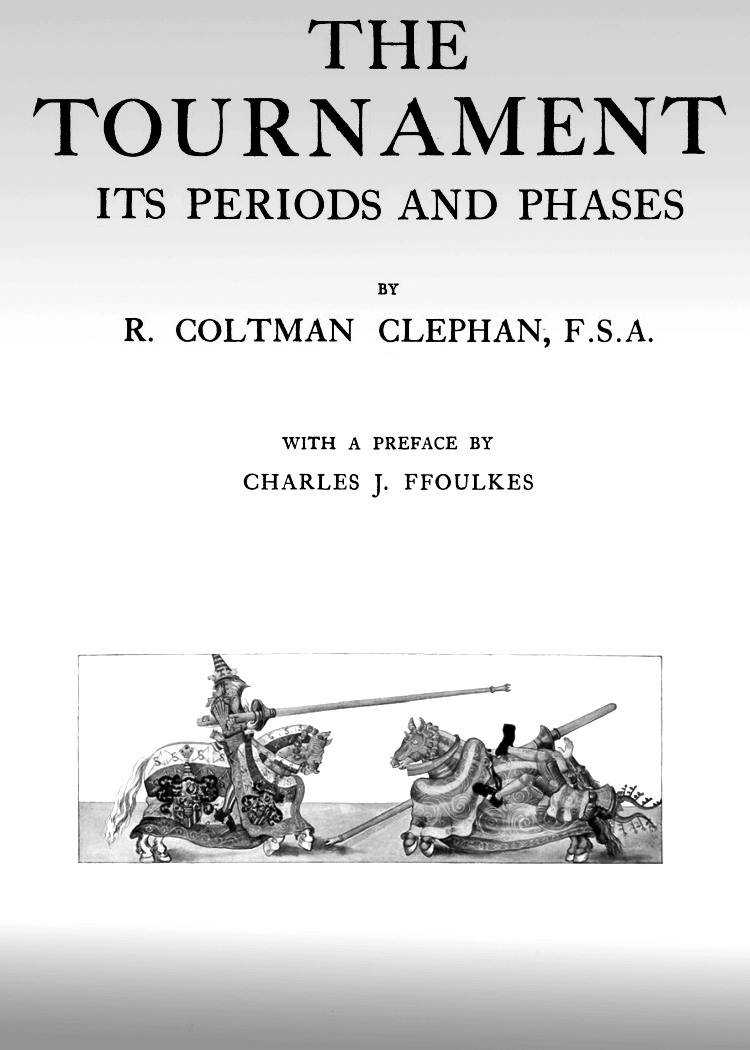 THE
TOURNAMENT
ITS PERIODS AND PHASES
BY
R. COLTMAN CLEPHAN, F.S.A.
WITH A PREFACE BY
CHARLES J. FFOULKES